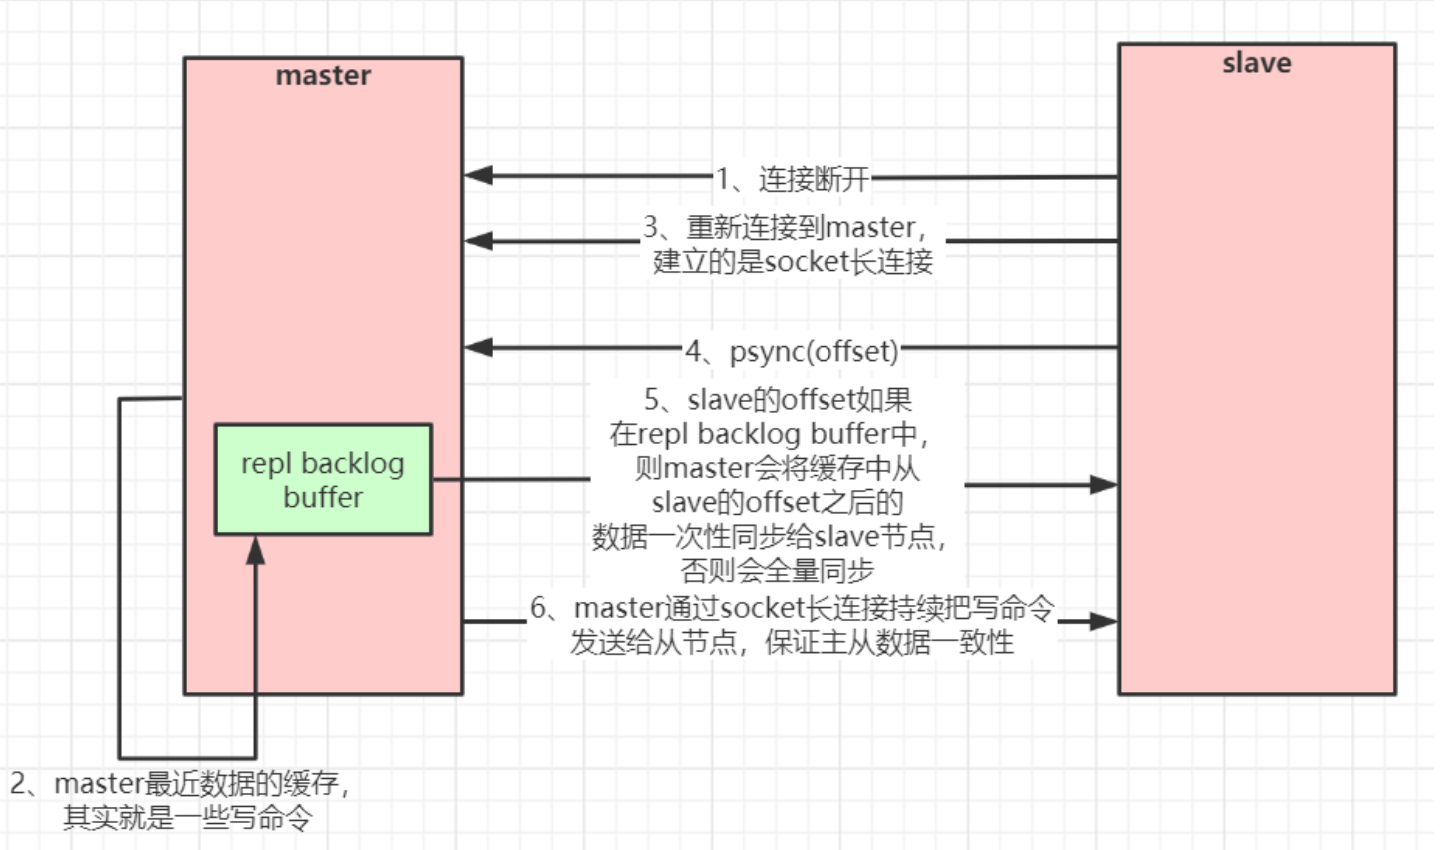 master
slave
1、连接断开
3、重新连接到master，
建立的是socket长连接
4、psync(offset)
5、slave的offset如果
在repl backlog buffer中，
则master会将缓存中从
slave的offset之后的
数据一次性同步给slave节点，
否则会全量同步
repl backlog
buffer
6、master通过socket长连接持续把写命令
发送给从节点，保证主从数据一致性
2、master最近数据的缓存，
其实就是一些写命令